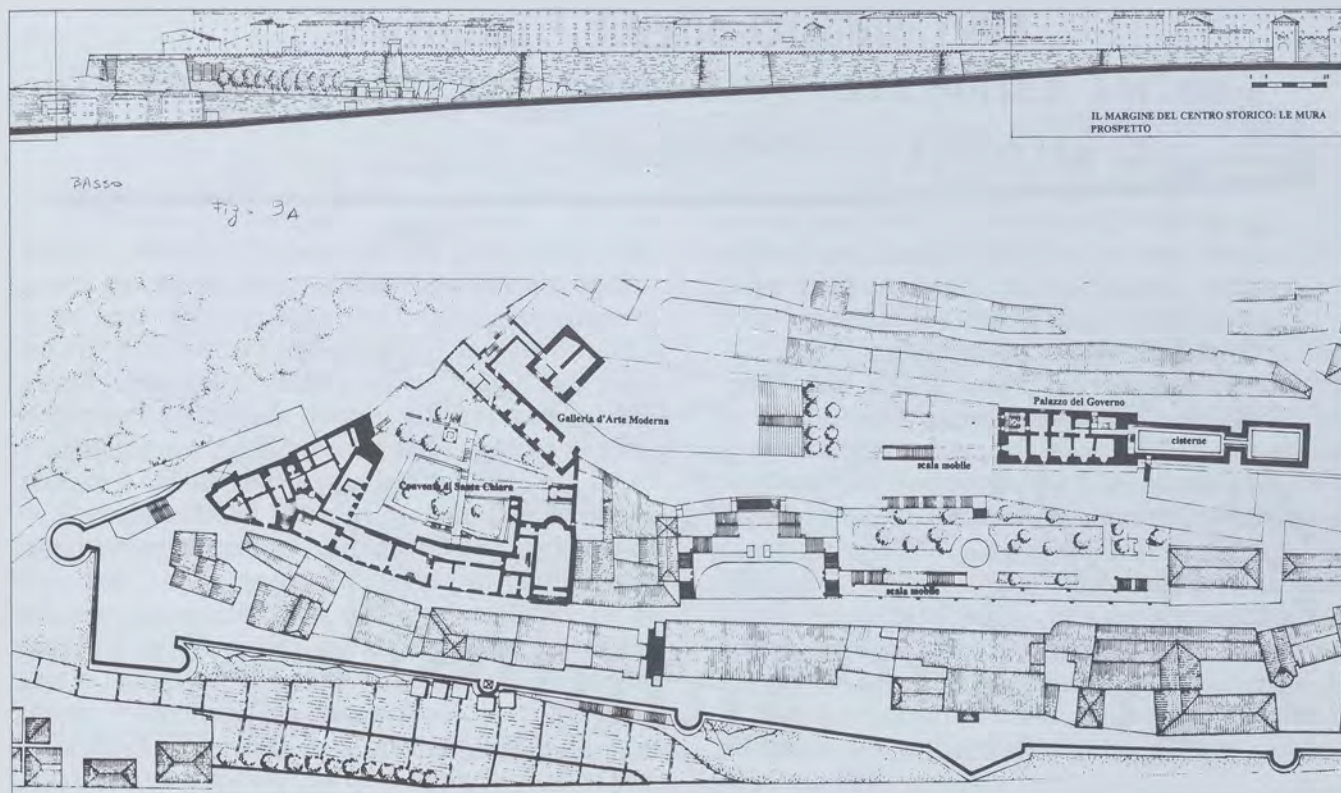 IL MARGINE DEL CENTRO STORICO: LE MURA
PROSPETTO
BASSO
Fig. 9A
Palazzo del Governo
Galleria d'Arte Moderna
cisterne
scala mobile
Convento di Santa Chiara
scala mobile